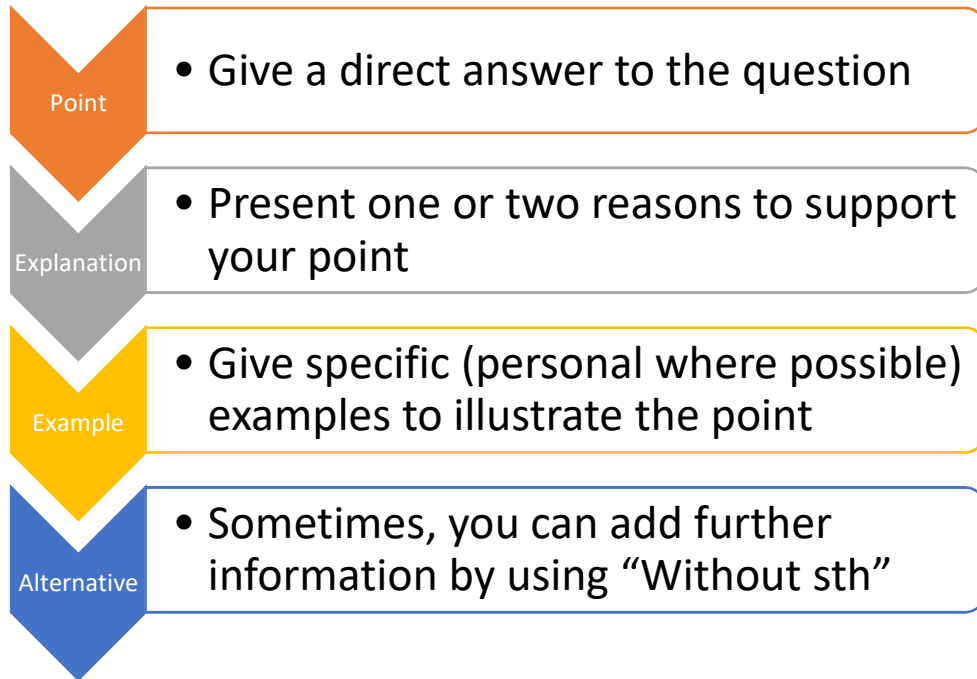 Point
• Give a direct answer to the question
Explanation
• Present one or two reasons to support
your point
Example
• Give specific (personal where possible)
examples to illustrate the point
Alternative
• Sometimes, you can add further
information by using “Without sth”